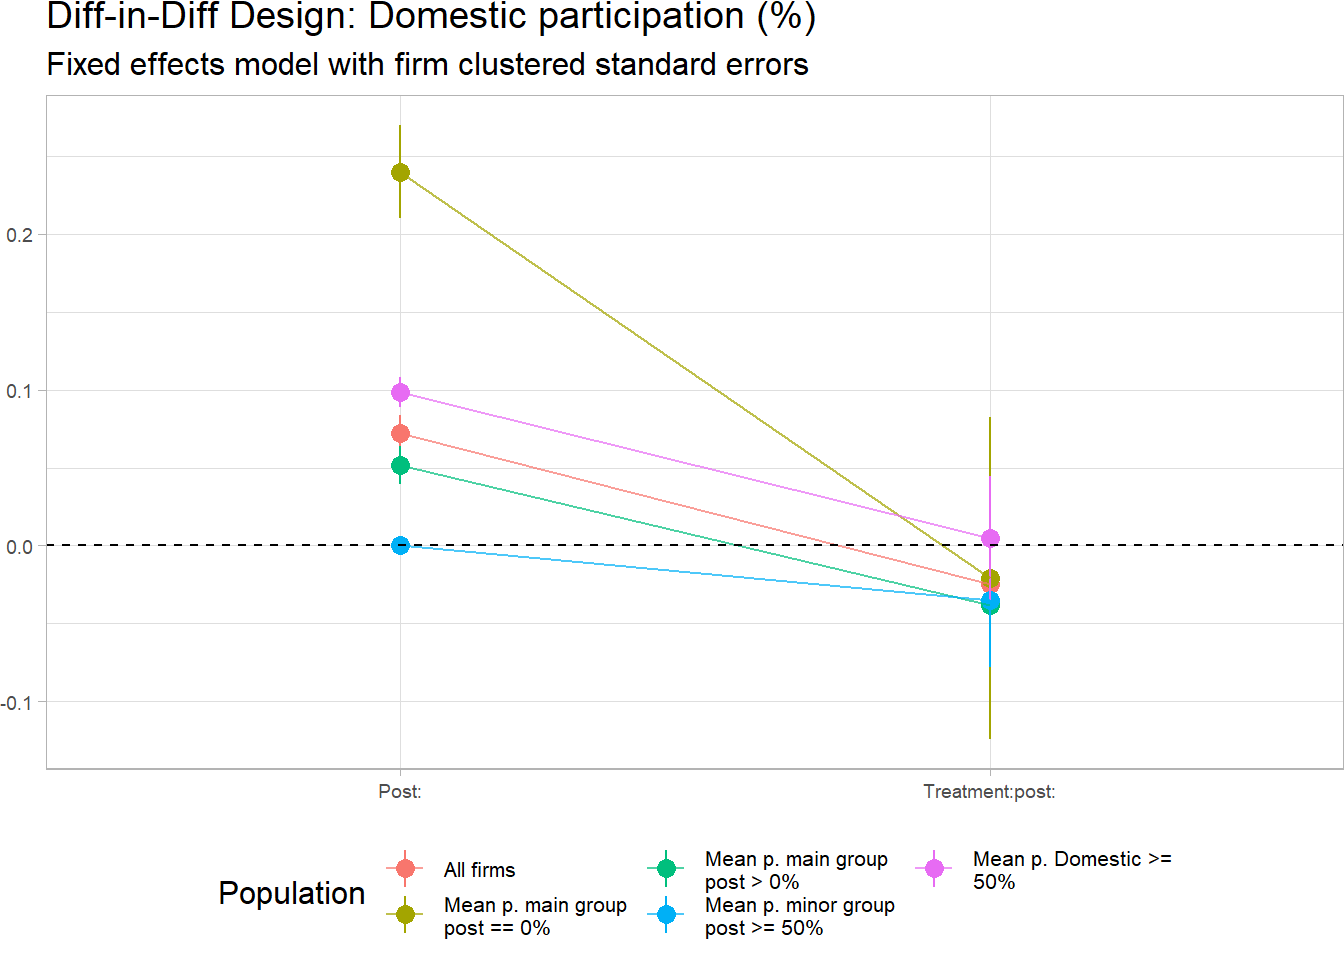 Diff-in-Diff Design: Domestic participation (%)
Fixed effects model with firm clustered standard errors
0.2
0.1
0.0
-0.1
Post:
Treatment:post:
Population
All firms
Mean p. main group
post == 0%
Mean p. main group
post > 0%
Mean p. minor group
post >= 50%
Mean p. Domestic >=
50%